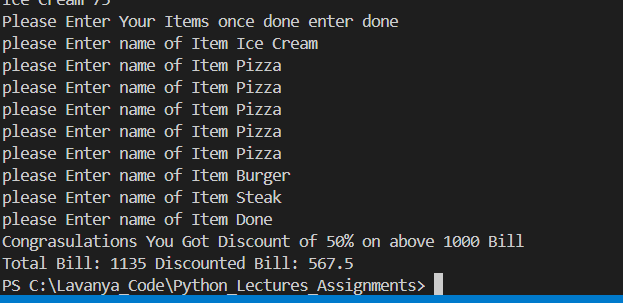 Ice Cream 75
Please Enter Your Items once done enter done
please Enter name of Item Ice Cream
please Enter name of Item Pizza
please Enter name of Item Pizza
please Enter name of Item Pizza
please Enter name of Item Pizza
please Enter name of Item Pizza
please Enter name of Item Burger
please Enter name of Item Steak
please Enter name of Item Done
Congrasulations You Got Discount of 50% on above 1000 Bill
Total Bill: 1135 Discounted Bill: 567.5
PS C:\Lavanya_Code\Python_Lectures_Assignments>